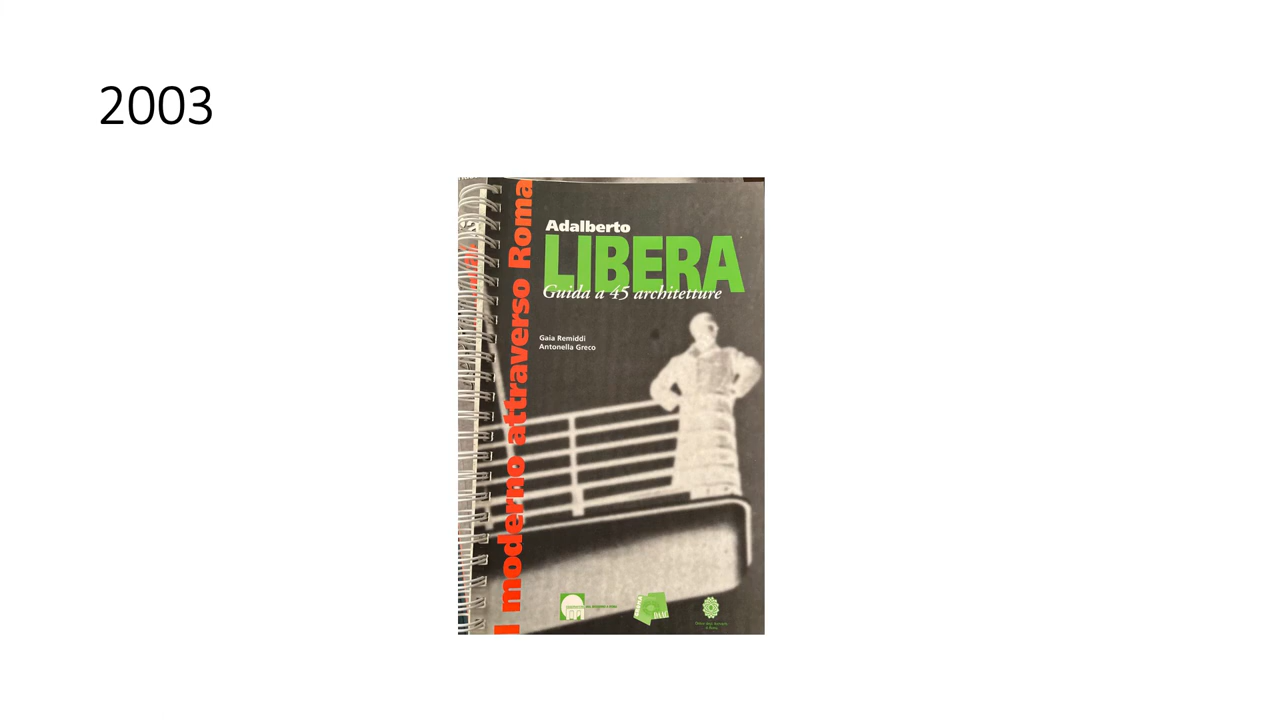 2003
Il moderno attraverso Roma
Adalberto
LIBERA
Guida a 45 architetture
Gaia Remiddi
Antonella Greco